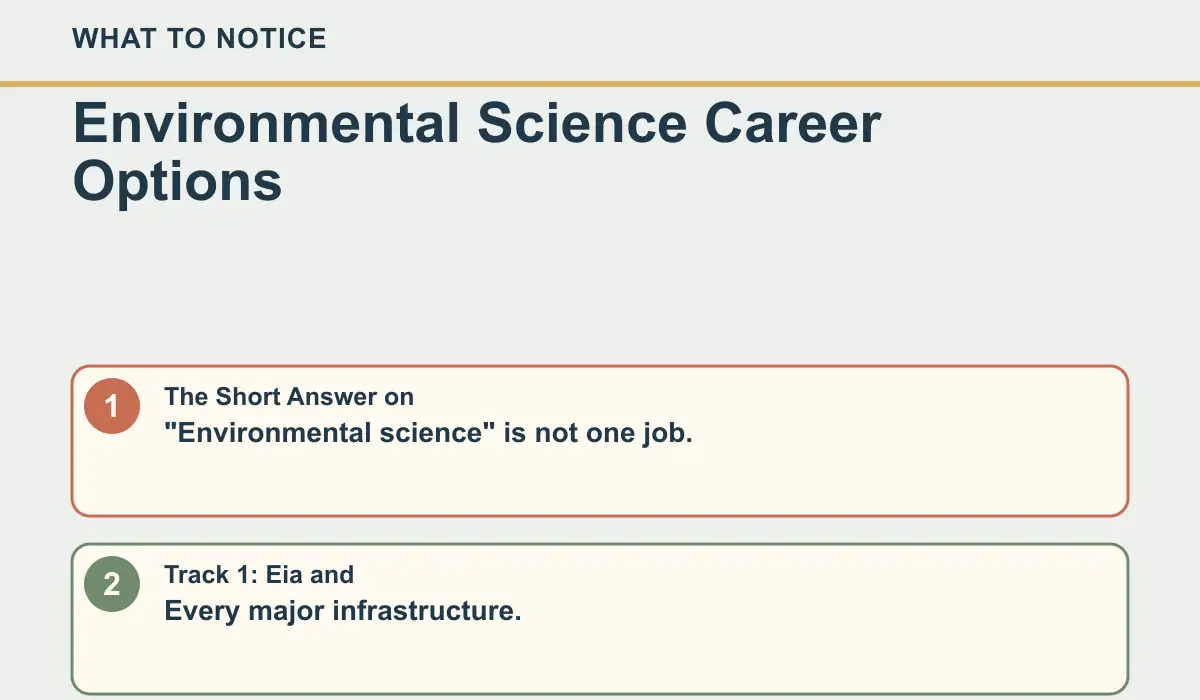 WHAT TO NOTICE
Environmental Science Career
Options
1
The Short Answer on
"Environmental science" is not one job.
2
Track 1: Eia and
Every major infrastructure.